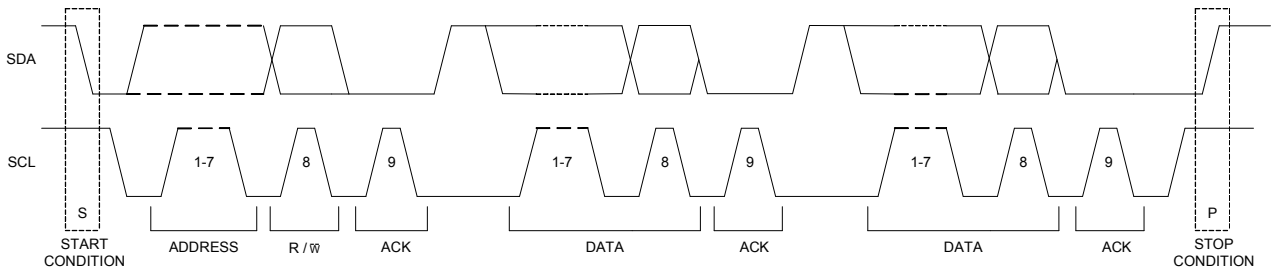 SDA
SCL
1-7
8
9
1-7
8
9
1-7
8
9
S
P
START
CONDITION
ADDRESS
R / W̅
ACK
DATA
ACK
DATA
ACK
STOP
CONDITION